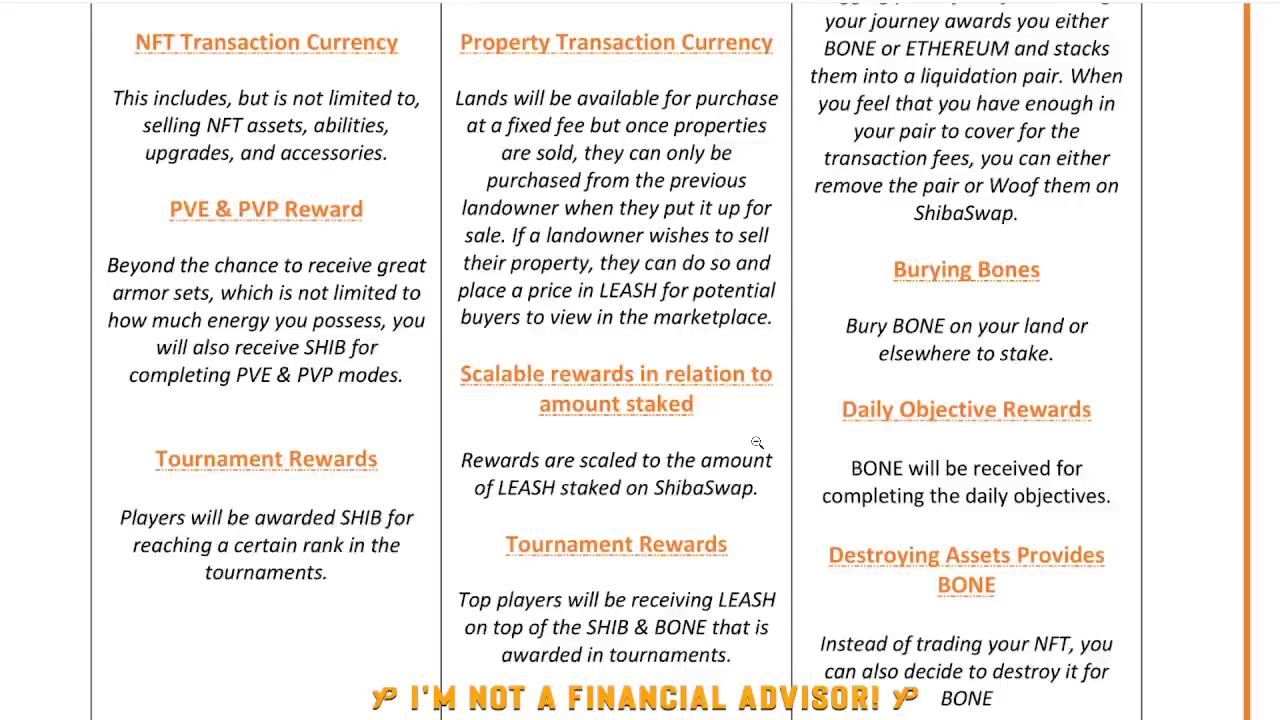 NFT Transaction Currency
This includes, but is not limited to,
selling NFT assets, abilities,
upgrades, and accessories.
PVE & PVP Reward
Beyond the chance to receive great
armor sets, which is not limited to
how much energy you possess, you
will also receive SHIB for
completing PVE & PVP modes.
Tournament Rewards
Players will be awarded SHIB for
reaching a certain rank in the
tournaments.
Property Transaction Currency
Lands will be available for purchase
at a fixed fee but once properties
are sold, they can only be
purchased from the previous
landowner when they put it up for
sale. If a landowner wishes to sell
their property, they can do so and
place a price in LEASH for potential
buyers to view in the marketplace.
Scalable rewards in relation to
amount staked
Rewards are scaled to the amount
of LEASH staked on ShibaSwap.
Tournament Rewards
Top players will be receiving LEASH
on top of the SHIB & BONE that is
awarded in tournaments.
your journey awards you either
BONE or ETHEREUM and stacks
them into a liquidation pair. When
you feel that you have enough in
your pair to cover for the
transaction fees, you can either
remove the pair or Woof them on
ShibaSwap.
Burying Bones
Bury BONE on your land or
elsewhere to stake.
Daily Objective Rewards
BONE will be received for
completing the daily objectives.
Destroying Assets Provides
BONE
Instead of trading your NFT, you
can also decide to destroy it for
BONE
I'M NOT A FINANCIAL ADVISOR!